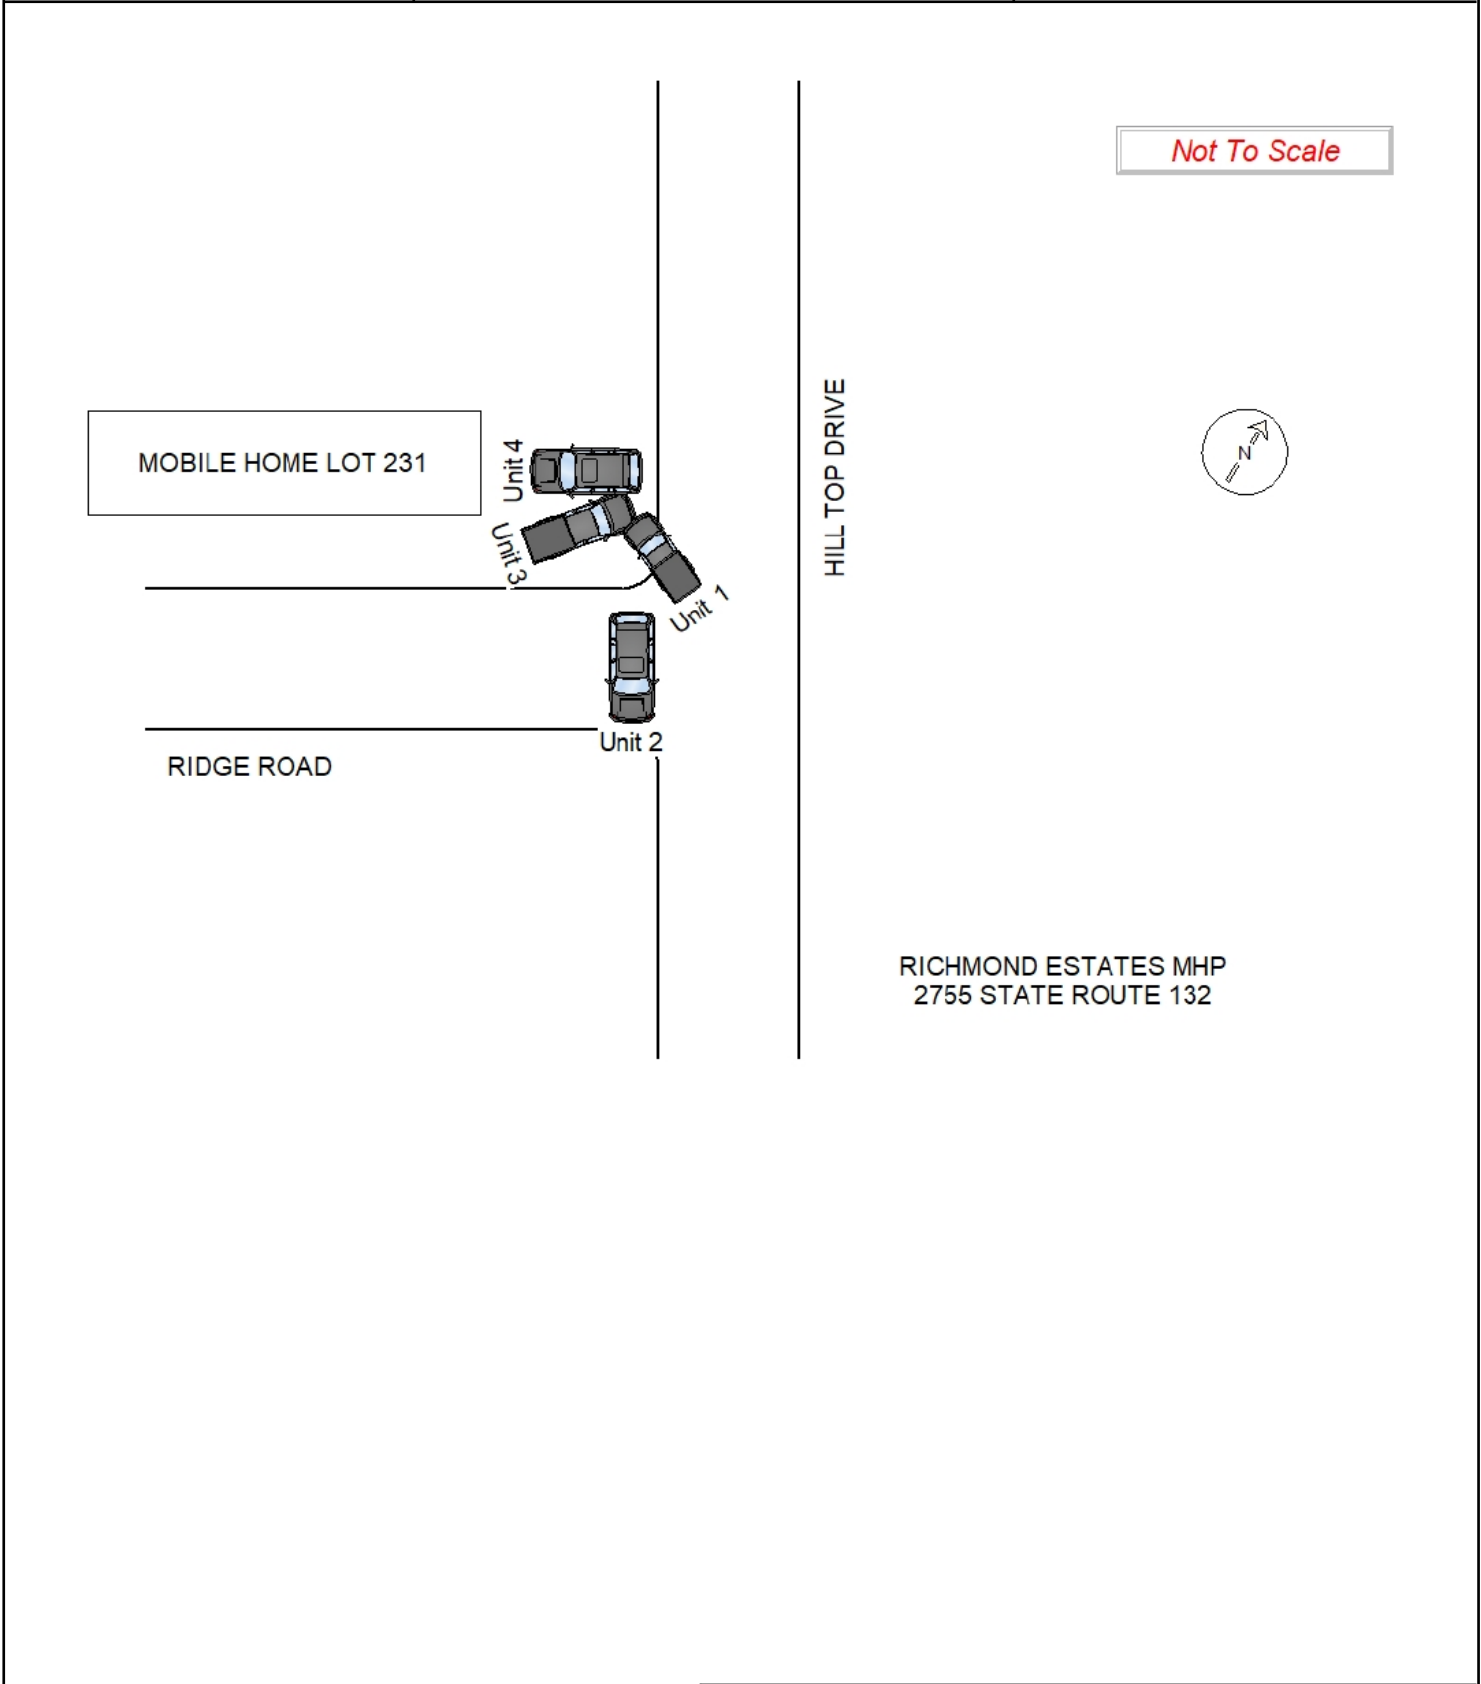 Not To Scale
HILL TOP DRIVE
MOBILE HOME LOT 231
Unit 4
N
Unit 3
Unit 1
Unit 2
RIDGE ROAD
RICHMOND ESTATES MHP
2755 STATE ROUTE 132